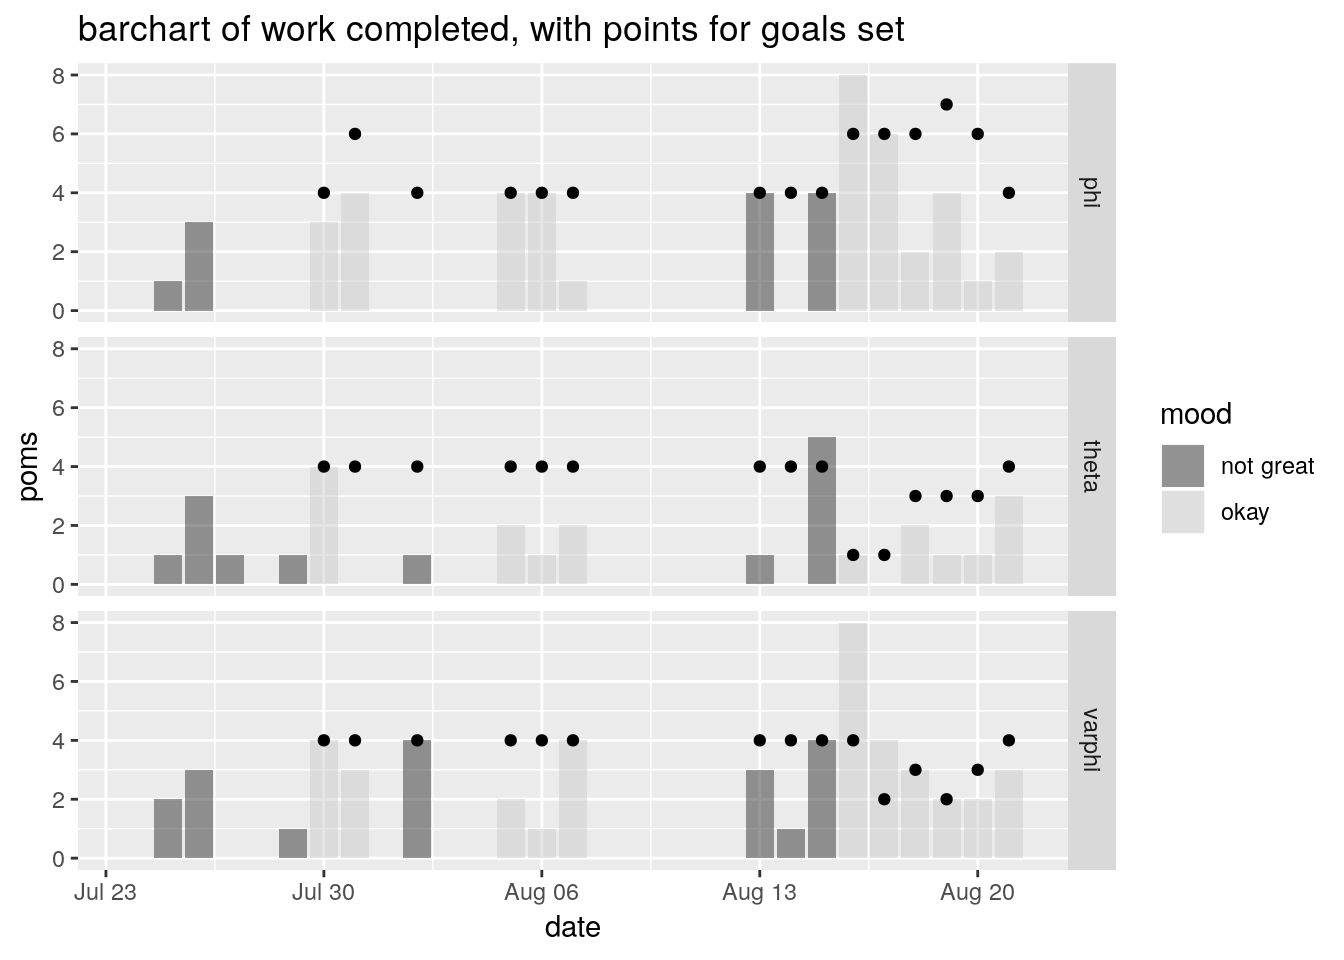 barchart of work completed, with points for goals set
8
6
4
2
0
phi
8
6
4
2
0
theta
8
6
4
2
0
varphi
poms
Jul 23
Jul 30
Aug 06
Aug 13
Aug 20
date
mood
not great
okay